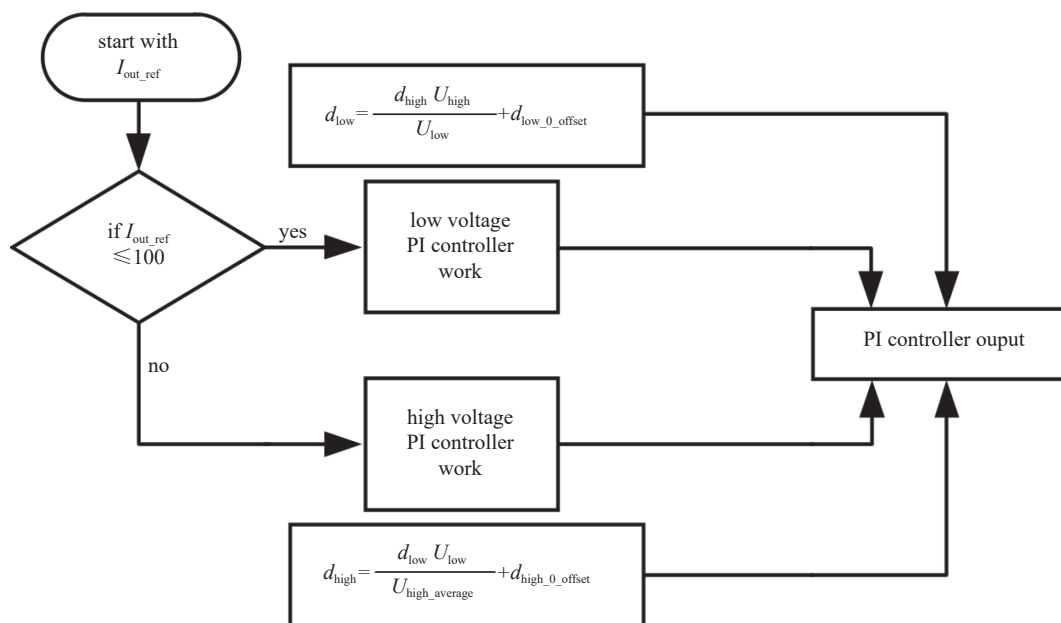 start with
I_out_ref
d_low = d_high U_high / U_low + d_low_0_offset
if I_out_ref
≤100
yes
low voltage
PI controller
work
PI controller ouput
no
high voltage
PI controller
work
d_high = d_low U_low / U_high_average + d_high_0_offset